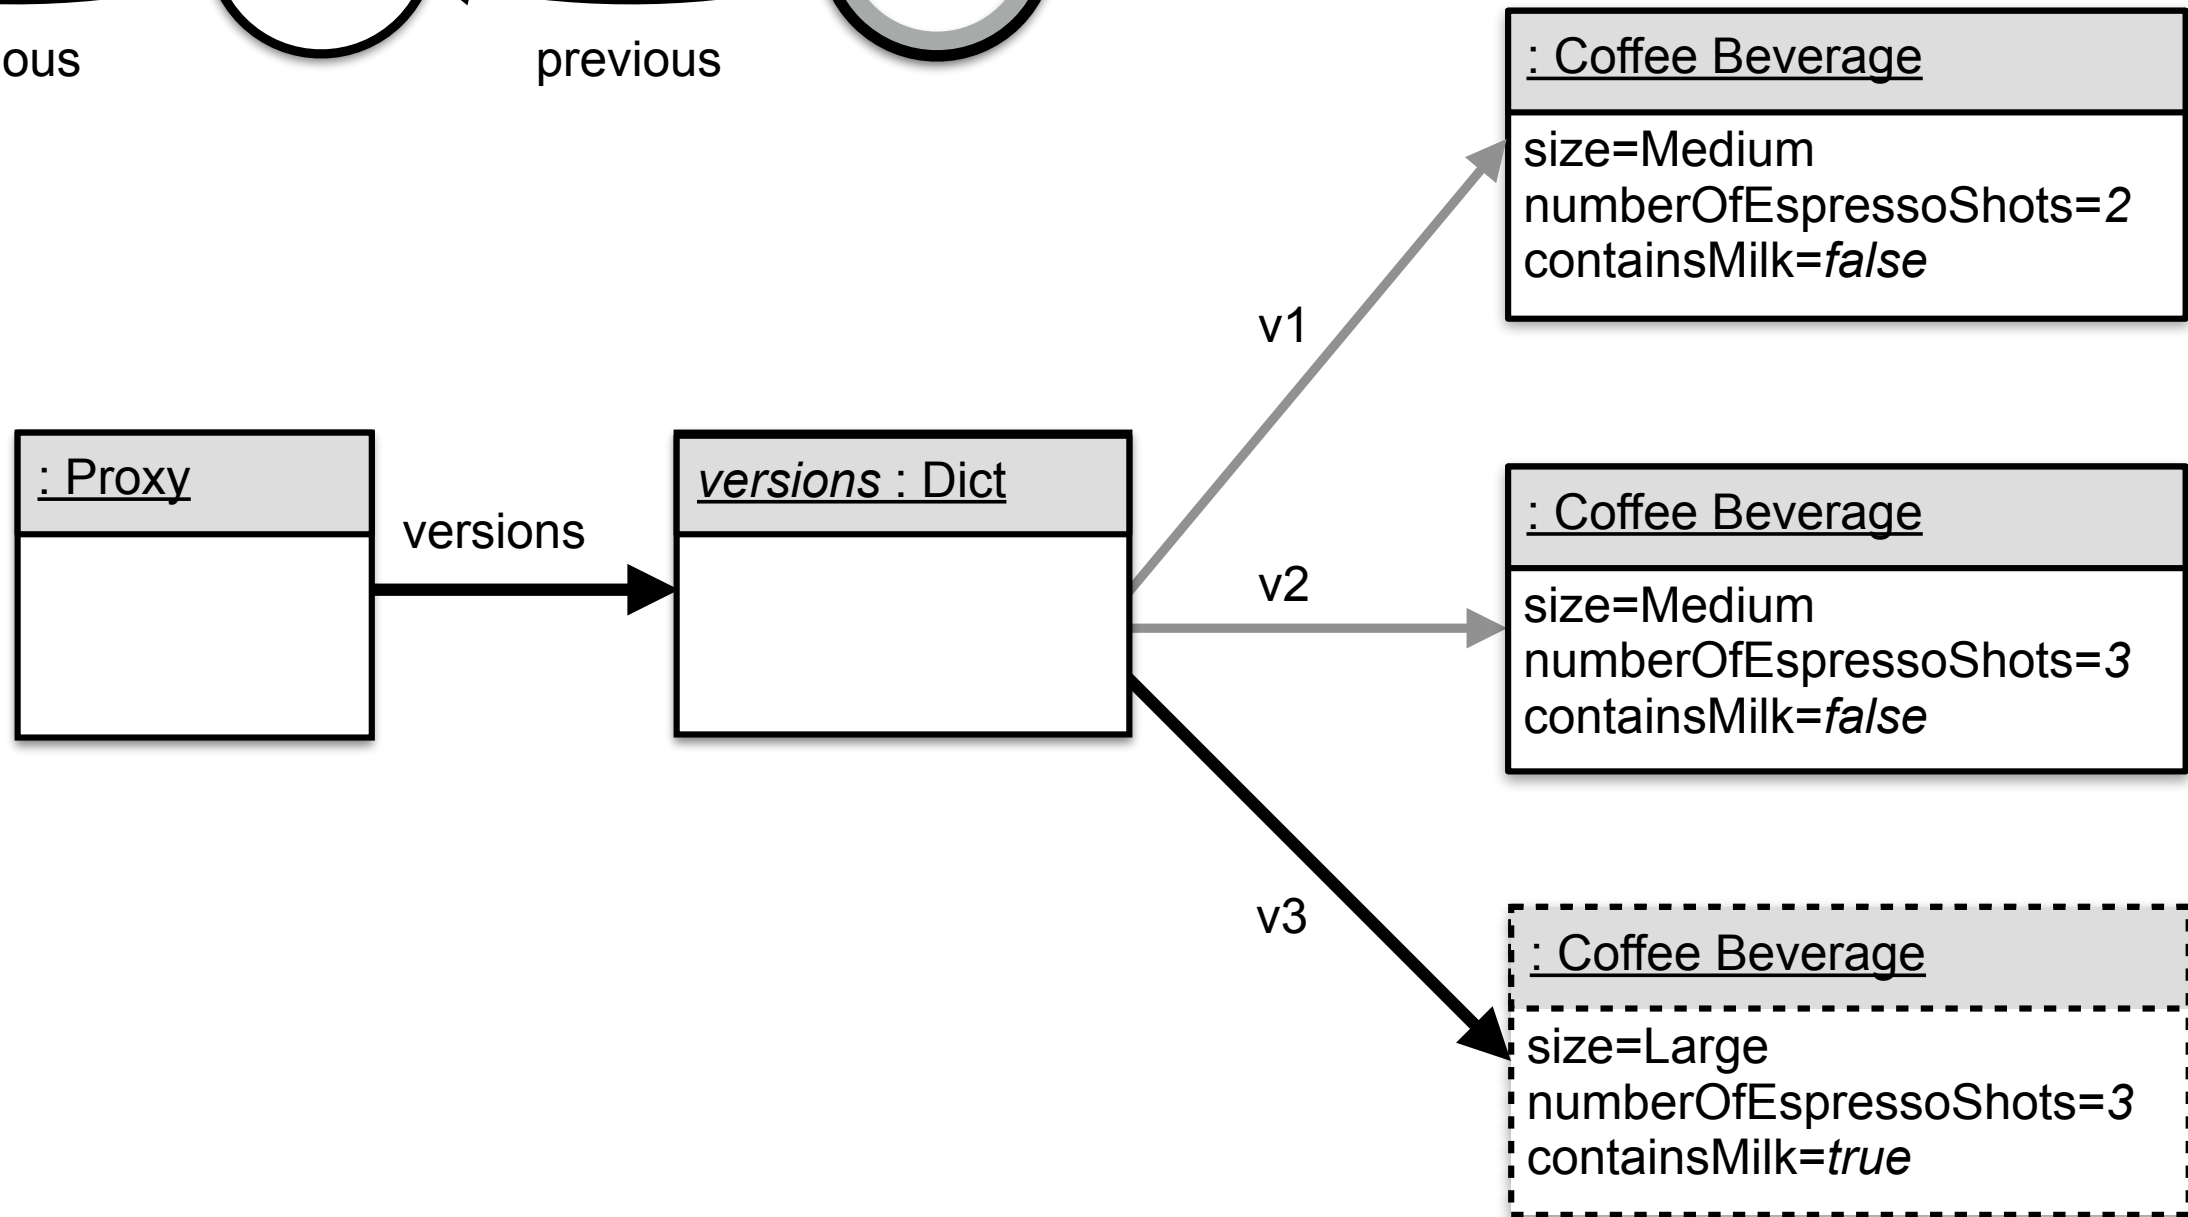 ous
previous
: Coffee Beverage
size=Medium
numberOfEspressoShots=2
containsMilk=false
v1
: Proxy
versions
versions : Dict
v2
: Coffee Beverage
size=Medium
numberOfEspressoShots=3
containsMilk=false
v3
: Coffee Beverage
size=Large
numberOfEspressoShots=3
containsMilk=true